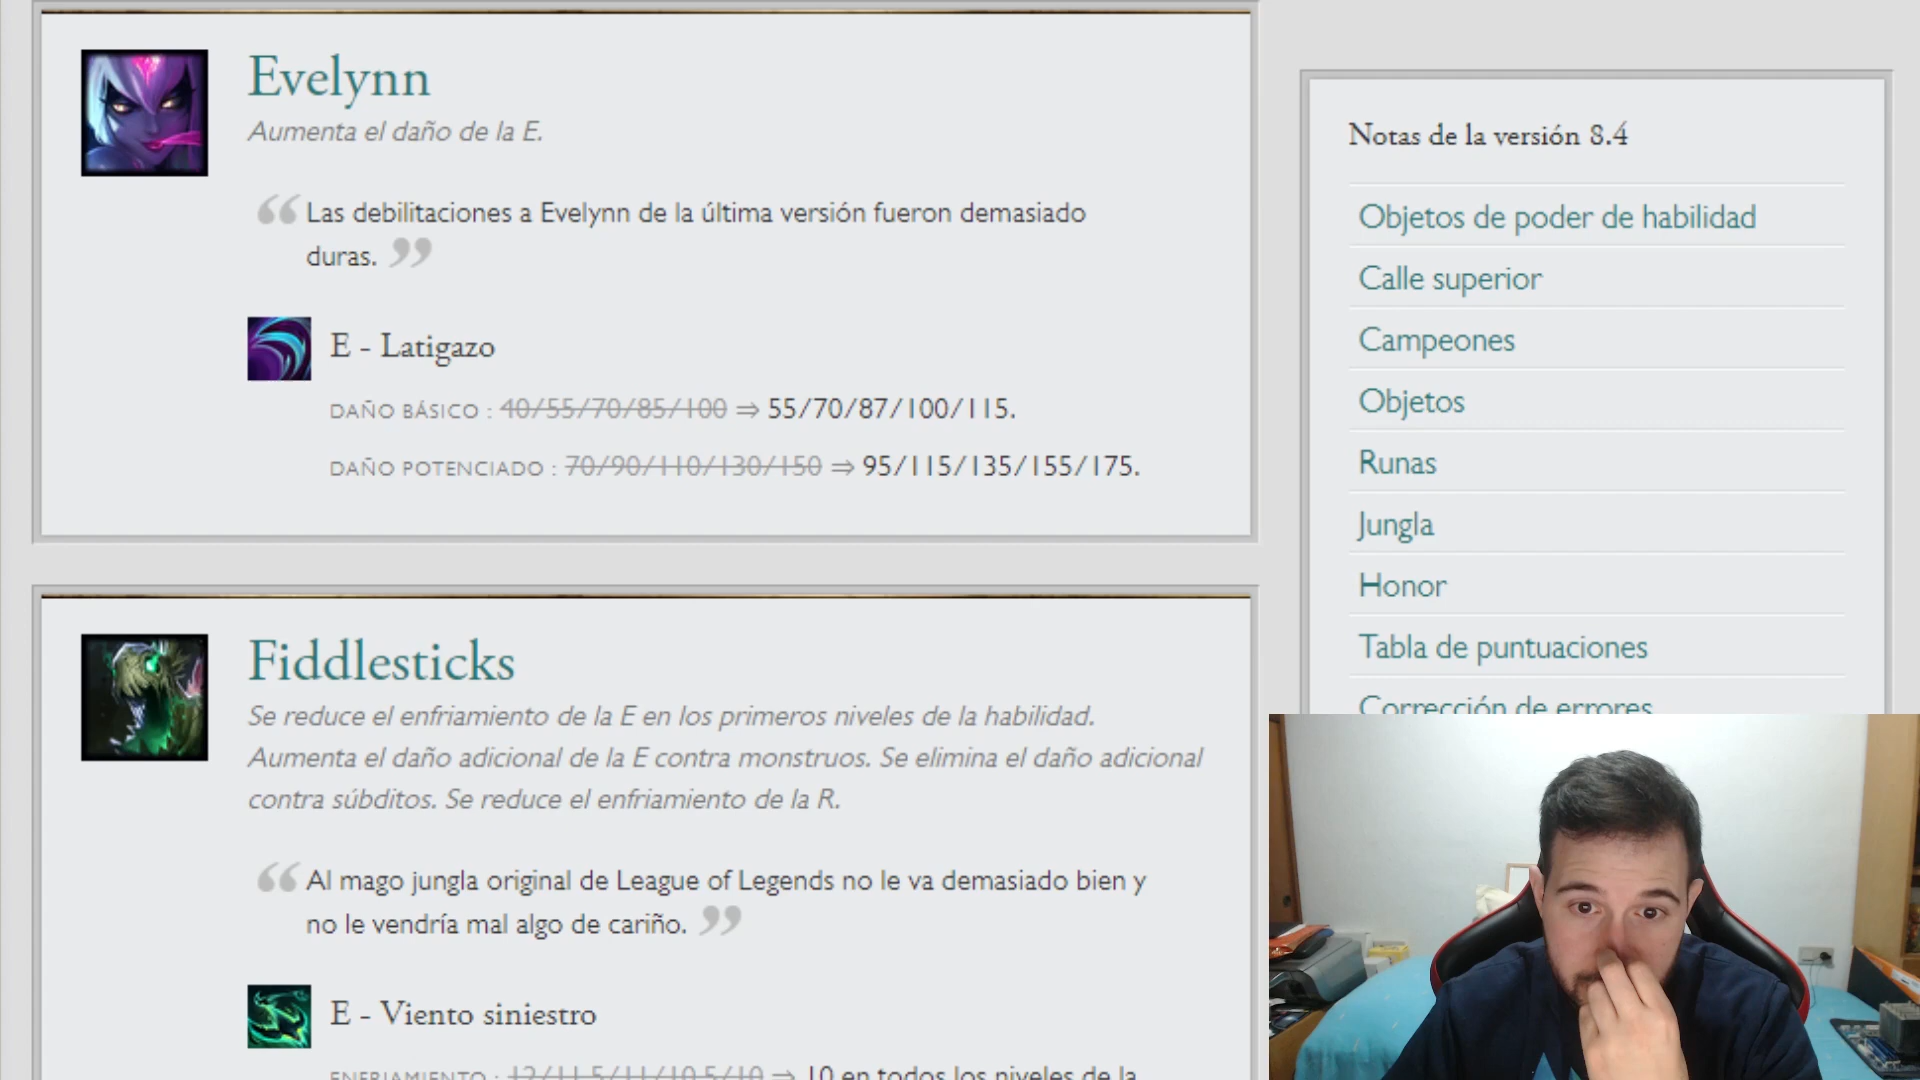 Evelynn
Aumenta el daño de la E.
“ Las debilitaciones a Evelynn de la última versión fueron demasiado
duras. ”
E - Latigazo
DAÑO BÁSICO : 40/55/70/85/100 ⇒ 55/70/87/100/115.
DAÑO POTENCIADO : 70/90/110/130/150 ⇒ 95/115/135/155/175.
Fiddlesticks
Se reduce el enfriamiento de la E en los primeros niveles de la habilidad.
Aumenta el daño adicional de la E contra monstruos. Se elimina el daño adicional
contra súbditos. Se reduce el enfriamiento de la R.
“ Al mago jungla original de League of Legends no le va demasiado bien y
no le vendría mal algo de cariño. ”
E - Viento siniestro
ENFRIAMIENTO : 12/11.5/11/10.5/10 ⇒ 10 en todos los niveles de la
Notas de la versión 8.4
Objetos de poder de habilidad
Calle superior
Campeones
Objetos
Runas
Jungla
Honor
Tabla de puntuaciones
Corrección de errores